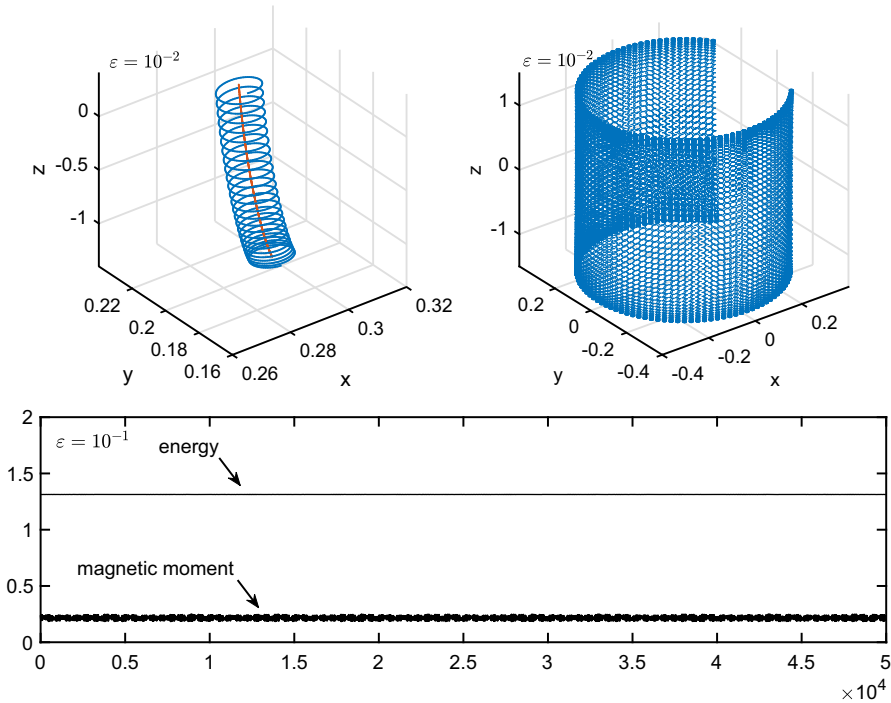 ε = 10⁻²
0
-0.5
-1
z
0.22
0.2
0.18
0.16
y
0.26
0.28
0.3
0.32
x
ε = 10⁻²
1
0
-1
z
0.2
0
-0.2
-0.4
y
-0.4
-0.2
0
0.2
x
2
1.5
1
0.5
0
ε = 10⁻¹
energy
magnetic moment
0 0.5 1 1.5 2 2.5 3 3.5 4 4.5 5
×10⁴